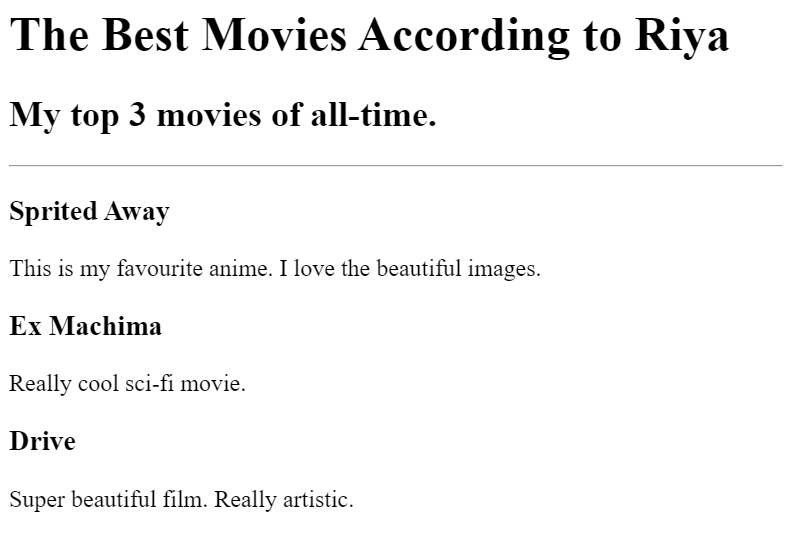 The Best Movies According to Riya
My top 3 movies of all-time.
Sprited Away
This is my favourite anime. I love the beautiful images.
Ex Machima
Really cool sci-fi movie.
Drive
Super beautiful film. Really artistic.